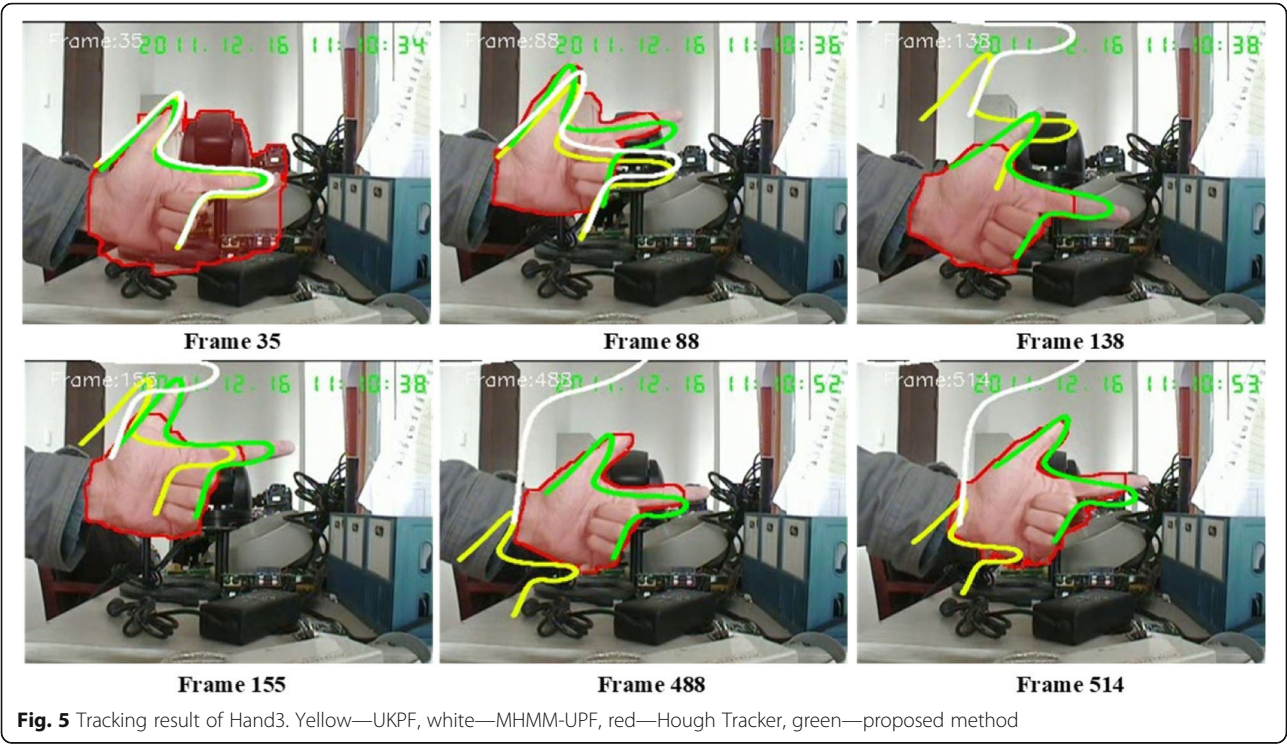 Frame:35 2011.12.16 11:10:34
Frame:88 2011.12.16 11:10:36
Frame:138 2011.12.16 11:10:38
Frame 35
Frame 88
Frame 138
Frame:155 12.16 11:10:38
Frame:488 11.12.16 11:10:52
Frame:514 2011.12.16 11:10:53
Frame 155
Frame 488
Frame 514
Fig. 5 Tracking result of Hand3. Yellow—UKPF, white—MHMM-UPF, red—Hough Tracker, green—proposed method